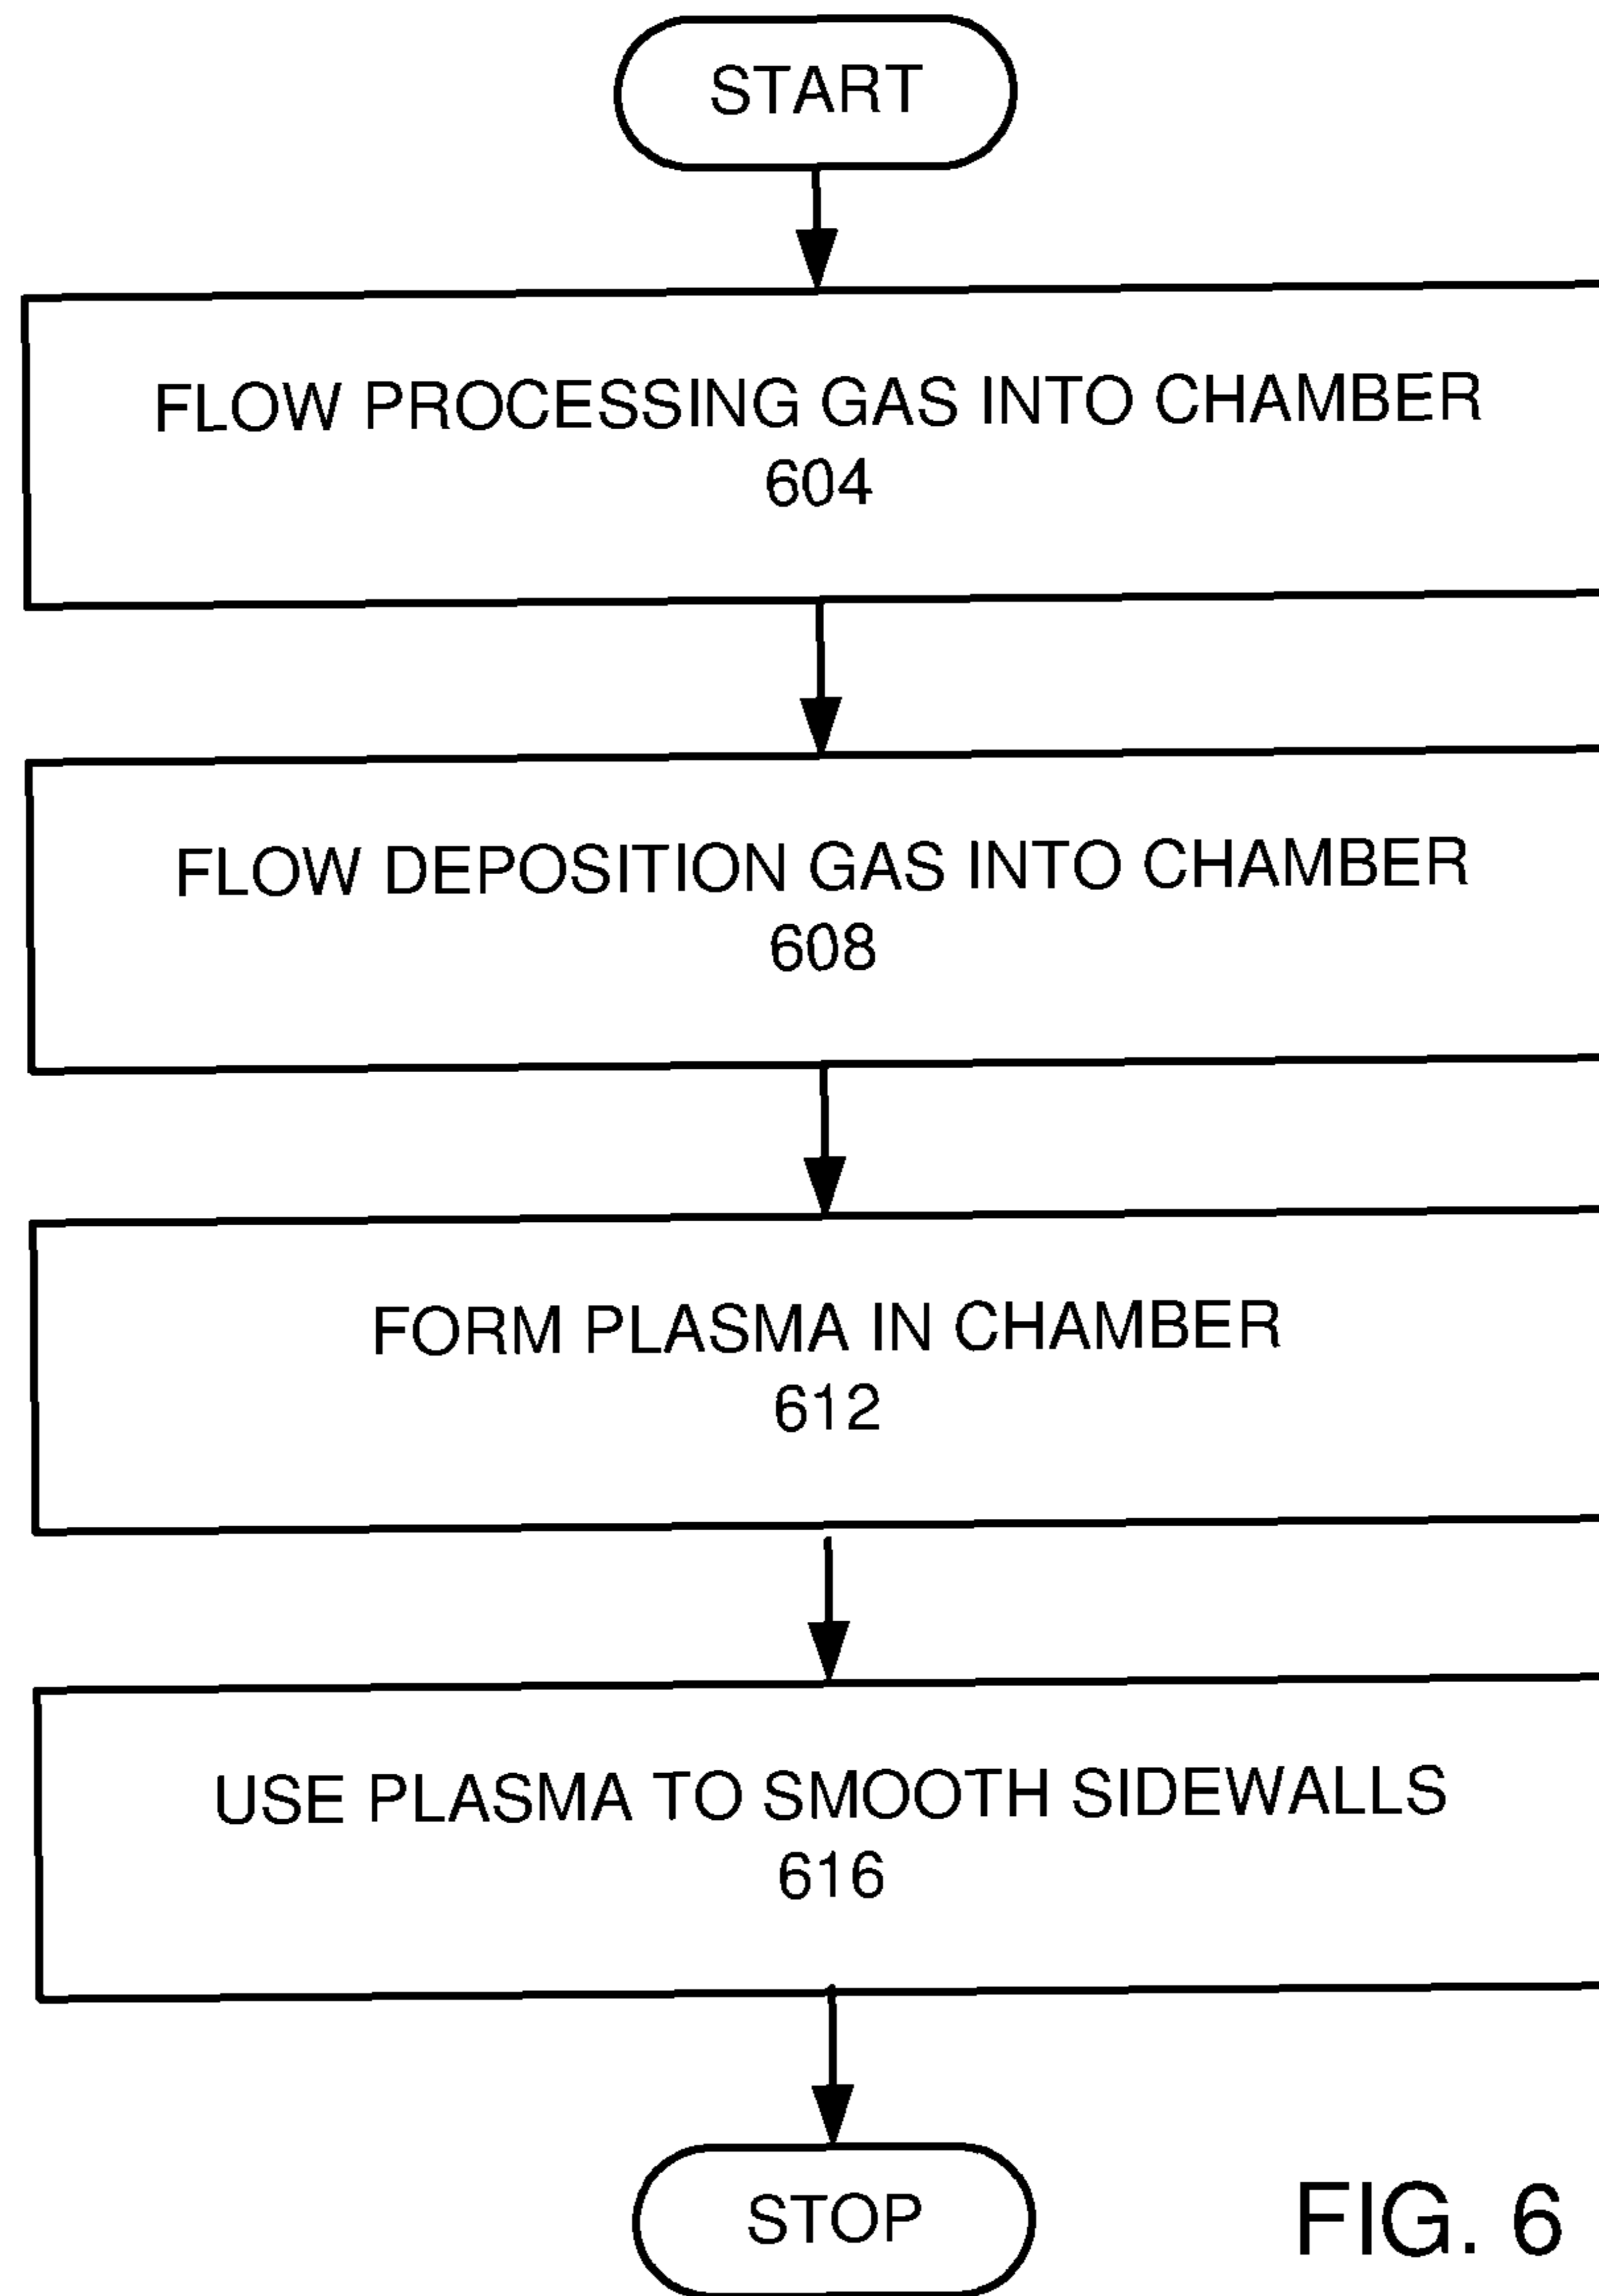 START
FLOW PROCESSING GAS INTO CHAMBER
604
FLOW DEPOSITION GAS INTO CHAMBER
608
FORM PLASMA IN CHAMBER
612
USE PLASMA TO SMOOTH SIDEWALLS
616
STOP
FIG. 6